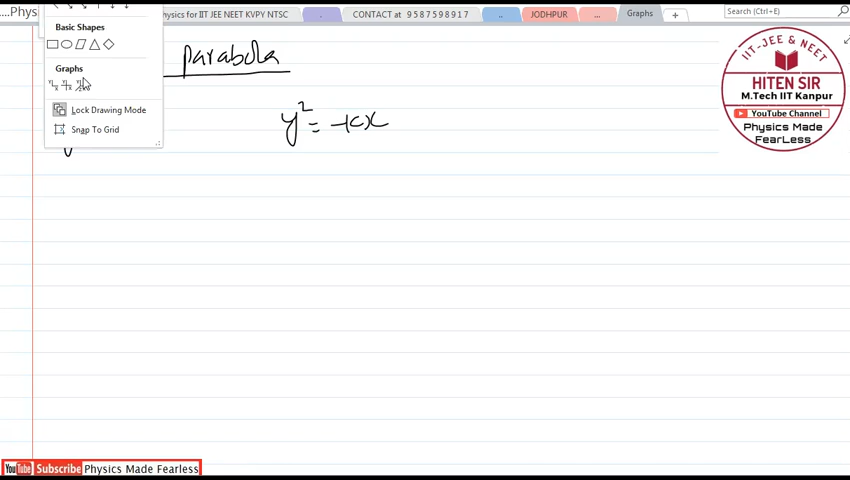 hysics for IIT JEE NEET KVPY NTSC
.
CONTACT at 9587598917
..
JODHPUR
...
Graphs
+
Search (Ctrl+E)
Basic Shapes
Graphs
Lock Drawing Mode
Snap To Grid
parabola
y² = -kx
IIT-JEE & NEET
HITEN SIR
M.Tech IIT Kanpur
YouTube Channel
Physics Made
FearLess
YouTube Subscribe Physics Made Fearless